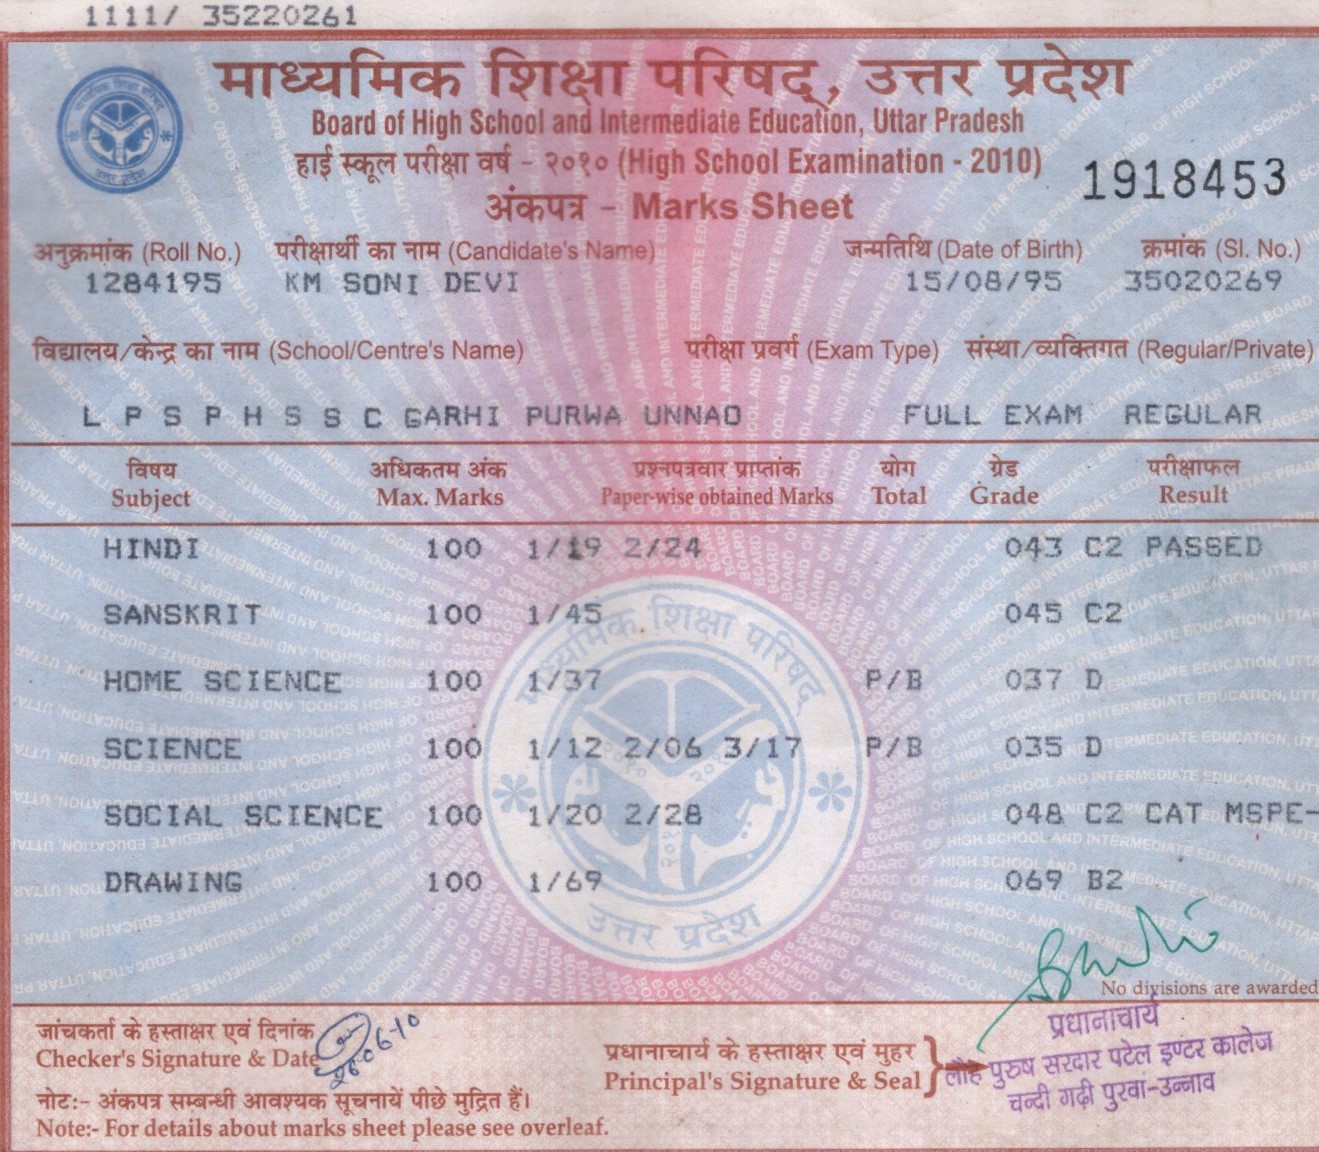 1111/ 35220261
माध्यमिक शिक्षा परिषद्, उत्तर प्रदेश
Board of High School and Intermediate Education, Uttar Pradesh
हाई स्कूल परीक्षा वर्ष - २०१० (High School Examination - 2010)
1918453
अंकपत्र - Marks Sheet
अनुक्रमांक (Roll No.) परीक्षार्थी का नाम (Candidate's Name) जन्मतिथि (Date of Birth) क्रमांक (Sl. No.)
1284195 KM SONI DEVI 15/08/95 35020269
विद्यालय/केन्द्र का नाम (School/Centre's Name) परीक्षा प्रवर्ग (Exam Type) संस्था/व्यक्तिगत (Regular/Private)
L P S P H S S C GARHI PURWA UNNAO FULL EXAM REGULAR
विषय अधिकतम अंक प्रश्नपत्रवार प्राप्तांक योग ग्रेड परीक्षाफल
Subject Max. Marks Paper-wise obtained Marks Total Grade Result
HINDI 100 1/19 2/24 043 C2 PASSED
SANSKRIT 100 1/45 045 C2
HOME SCIENCE 100 1/37 P/B 037 D
SCIENCE 100 1/12 2/06 3/17 P/B 035 D
SOCIAL SCIENCE 100 1/20 2/28 048 C2 CAT MSPE-
DRAWING 100 1/69 069 B2
माध्यमिक शिक्षा परिषद्
उत्तर प्रदेश
No divisions are awarded
जांचकर्ता के हस्ताक्षर एवं दिनांक
Checker's Signature & Date
प्रधानाचार्य के हस्ताक्षर एवं मुहर
Principal's Signature & Seal
प्रधानाचार्य
लौह पुरुष सरदार पटेल इण्टर कालेज
चन्दी गढ़ी पुरवा-उन्नाव
नोटः- अंकपत्र सम्बन्धी आवश्यक सूचनायें पीछे मुद्रित हैं।
Note:- For details about marks sheet please see overleaf.